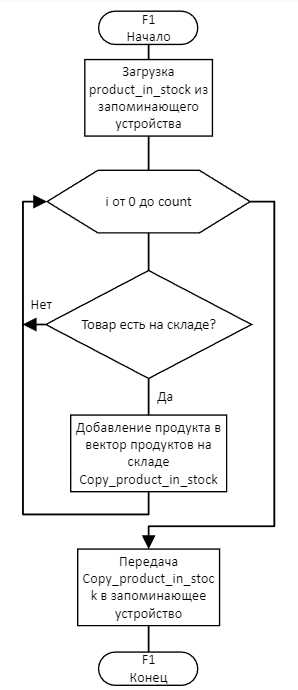 F1
Начало
Загрузка
product_in_stock из
запоминающего
устройства
i от 0 до count
Товар есть на складе?
Нет
Да
Добавление продукта в
вектор продуктов на
складе
Copy_product_in_stock
Передача
Copy_product_in_stoc
k в запоминающее
устройство
F1
Конец